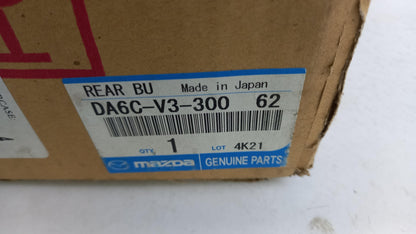 REAR BU Made in Japan
DA6C-V3-300 62
QTY 1 LOT 4K21
mazda GENUINE PARTS